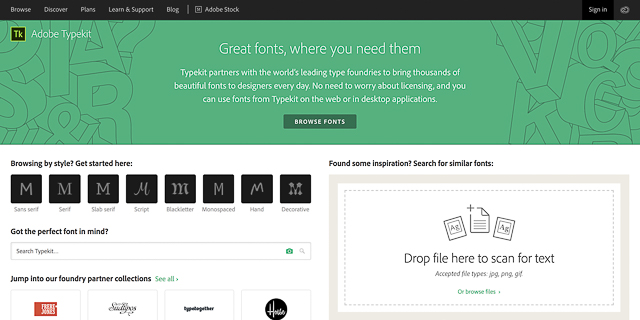 Browse Discover Plans Learn & Support Blog Adobe Stock Sign in
Tk Adobe Typekit
Great fonts, where you need them
Typekit partners with the world's leading type foundries to bring thousands of
beautiful fonts to designers every day. No need to worry about licensing, and you
can use fonts from Typekit on the web or in desktop applications.
BROWSE FONTS
Browsing by style? Get started here:
M M M M M M M M
Sans serif Serif Slab serif Script Blackletter Monospaced Hand Decorative
Got the perfect font in mind?
Search Typekit...
Jump into our foundry partner collections See all ›
FRERE-JONES
Sudtipos
typetogether
House
Found some inspiration? Search for similar fonts:
Ag Ag
Drop file here to scan for text
Accepted file types: jpg, png, gif.
Or browse files ›